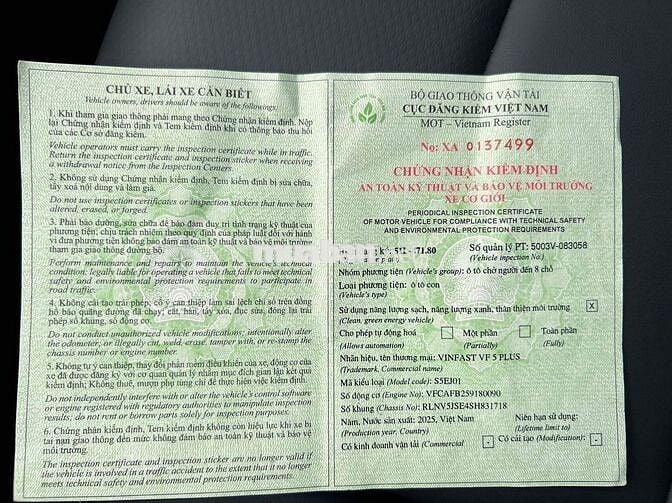 CHỦ XE, LÁI XE CẦN BIẾT
Vehicle owners, drivers should be aware of the followings:
1. Khi tham gia giao thông phải mang theo Chứng nhận kiểm định. Nộp
lại Chứng nhận kiểm định và Tem kiểm định khi có thông báo thu hồi
của các Cơ sở đăng kiểm.
Vehicle operators must carry the inspection certificate while in traffic.
Return the inspection certificate and inspection sticker when receiving
a withdrawal notice from the Inspection Centers.
2. Không sử dụng Chứng nhận kiểm định, Tem kiểm định bị sửa chữa,
tẩy xoá nội dung và làm giả.
Do not use inspection certificate or inspection stickers that have been
altered, erased, or forged.
3. Phải bảo dưỡng, sửa chữa để bảo đảm duy trì tình trạng kỹ thuật của
phương tiện; chịu trách nhiệm theo quy định của pháp luật đối với hành
vi đưa phương tiện không bảo đảm an toàn kỹ thuật và bảo vệ môi trường
tham gia giao thông đường bộ.
Perform maintenance and repairs to maintain the vehicle's technical
condition, legally liable for operating a vehicle that fails to meet technical
safety and environmental protection requirements to participate in
road traffic.
4. Không cải tạo trái phép; cố ý can thiệp làm sai lệch chỉ số trên đồng
hồ báo quãng đường đã chạy; cắt, hàn, tẩy xóa, đục sửa, đóng lại trái
phép số khung, số động cơ.
Do not conduct unauthorized vehicle modifications; intentionally alter
the odometer, or illegally cut, weld, erase, tamper with, or re-stamp the
chassis number or engine number.
5. Không tự ý can thiệp, thay đổi phần mềm điều khiển của xe, động cơ của
xe đã được đăng ký với cơ quan quản lý nhằm mục đích gian lận kết quả
kiểm định; Không thuê, mượn phụ tùng chỉ để thực hiện việc kiểm định.
Do not independently interfere with or alter the vehicle's control software
or engine registered with regulatory authorities to manipulate inspection
results, do not rent or borrow parts solely for inspection purposes.
6. Chứng nhận kiểm định, Tem kiểm định không còn hiệu lực khi xe bị
tai nạn giao thông đến mức không đảm bảo an toàn kỹ thuật và bảo vệ
môi trường.
The inspection certificate and inspection sticker are no longer valid if
the vehicle is involved in a traffic accident to the extent that it no longer
meets technical safety and environmental protection requirements.
BỘ GIAO THÔNG VẬN TẢI
CỤC ĐĂNG KIỂM VIỆT NAM
MOT – Vietnam Register
No: XA 0137499
CHỨNG NHẬN KIỂM ĐỊNH
AN TOÀN KỸ THUẬT VÀ BẢO VỆ MÔI TRƯỜNG
XE CƠ GIỚI
PERIODICAL INSPECTION CERTIFICATE
OF MOTOR VEHICLE FOR COMPLIANCE WITH TECHNICAL SAFETY
AND ENVIRONMENTAL PROTECTION REQUIREMENTS
71.80 Số quản lý PT: 5003V-083058
(Vehicle inspection No.)
Nhóm phương tiện (Vehicle's group): ô tô chở người đến 8 chỗ
Loại phương tiện: ô tô con
(Vehicle's type)
Sử dụng năng lượng sạch, năng lượng xanh, thân thiện môi trường X
(Clean, green energy vehicle)
Cho phép tự động hoá Một phần Toàn phần
(Allows automation) (Partially) (Fully)
Nhãn hiệu, tên thương mại: VINFAST VF 5 PLUS
(Trademark)
Mã kiểu loại (Model code): S5EJ01
Số động cơ (Engine No): VFCAFB259180090
Số khung (Chassis No): RLNV5JSE4SH831718
Năm, Nước sản xuất: 2025, Việt Nam Niên hạn sử dụng:
(Production year, Country) (Lifetime limit to)
Có kinh doanh vận tải (Commercial - Có cải tạo (Modification) -